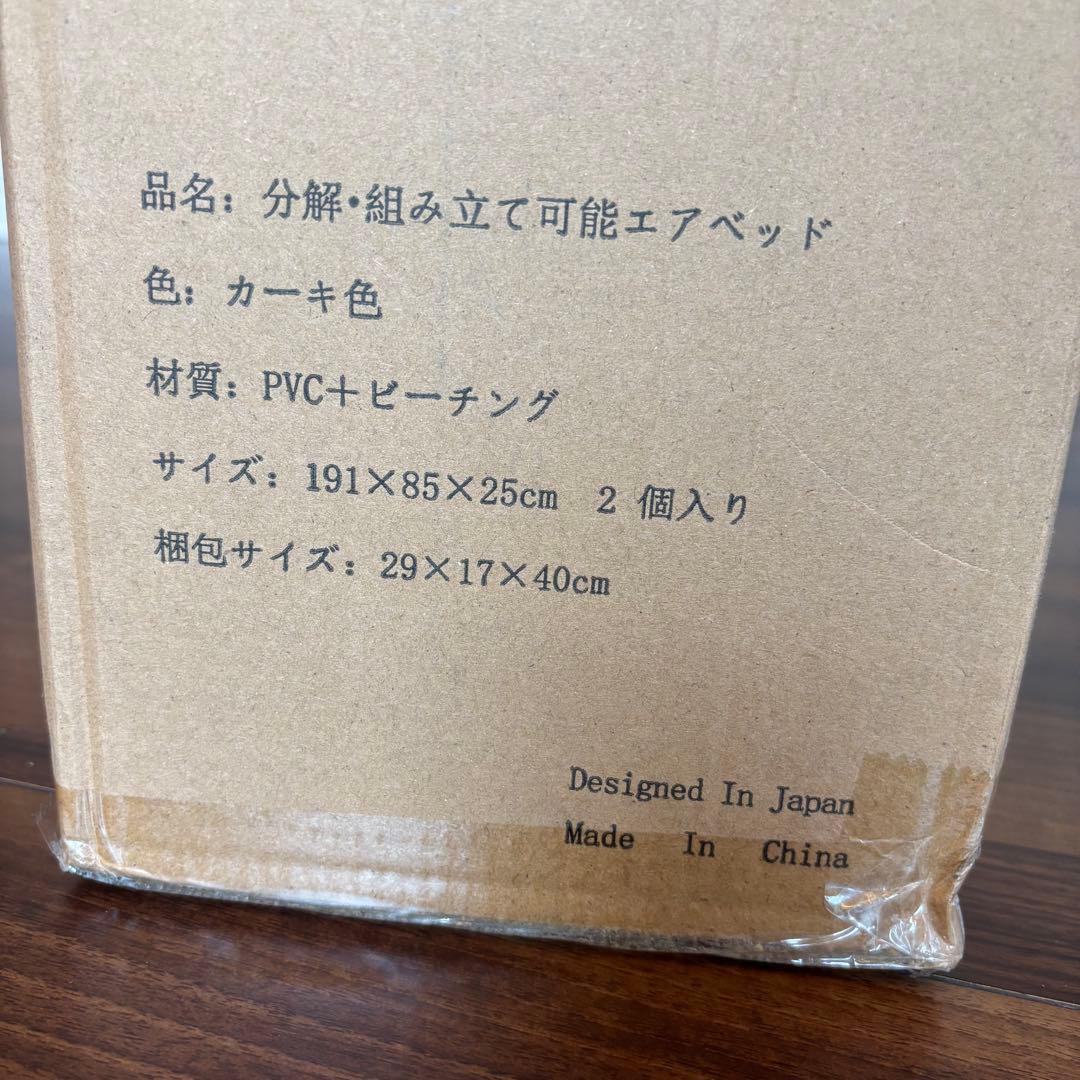 品名：分解・組み立て可能エアベッド
色：カーキ色
材質：PVC＋ビーチング
サイズ：191×85×25cm 2 個入り
梱包サイズ：29×17×40cm
Designed In Japan
Made In China